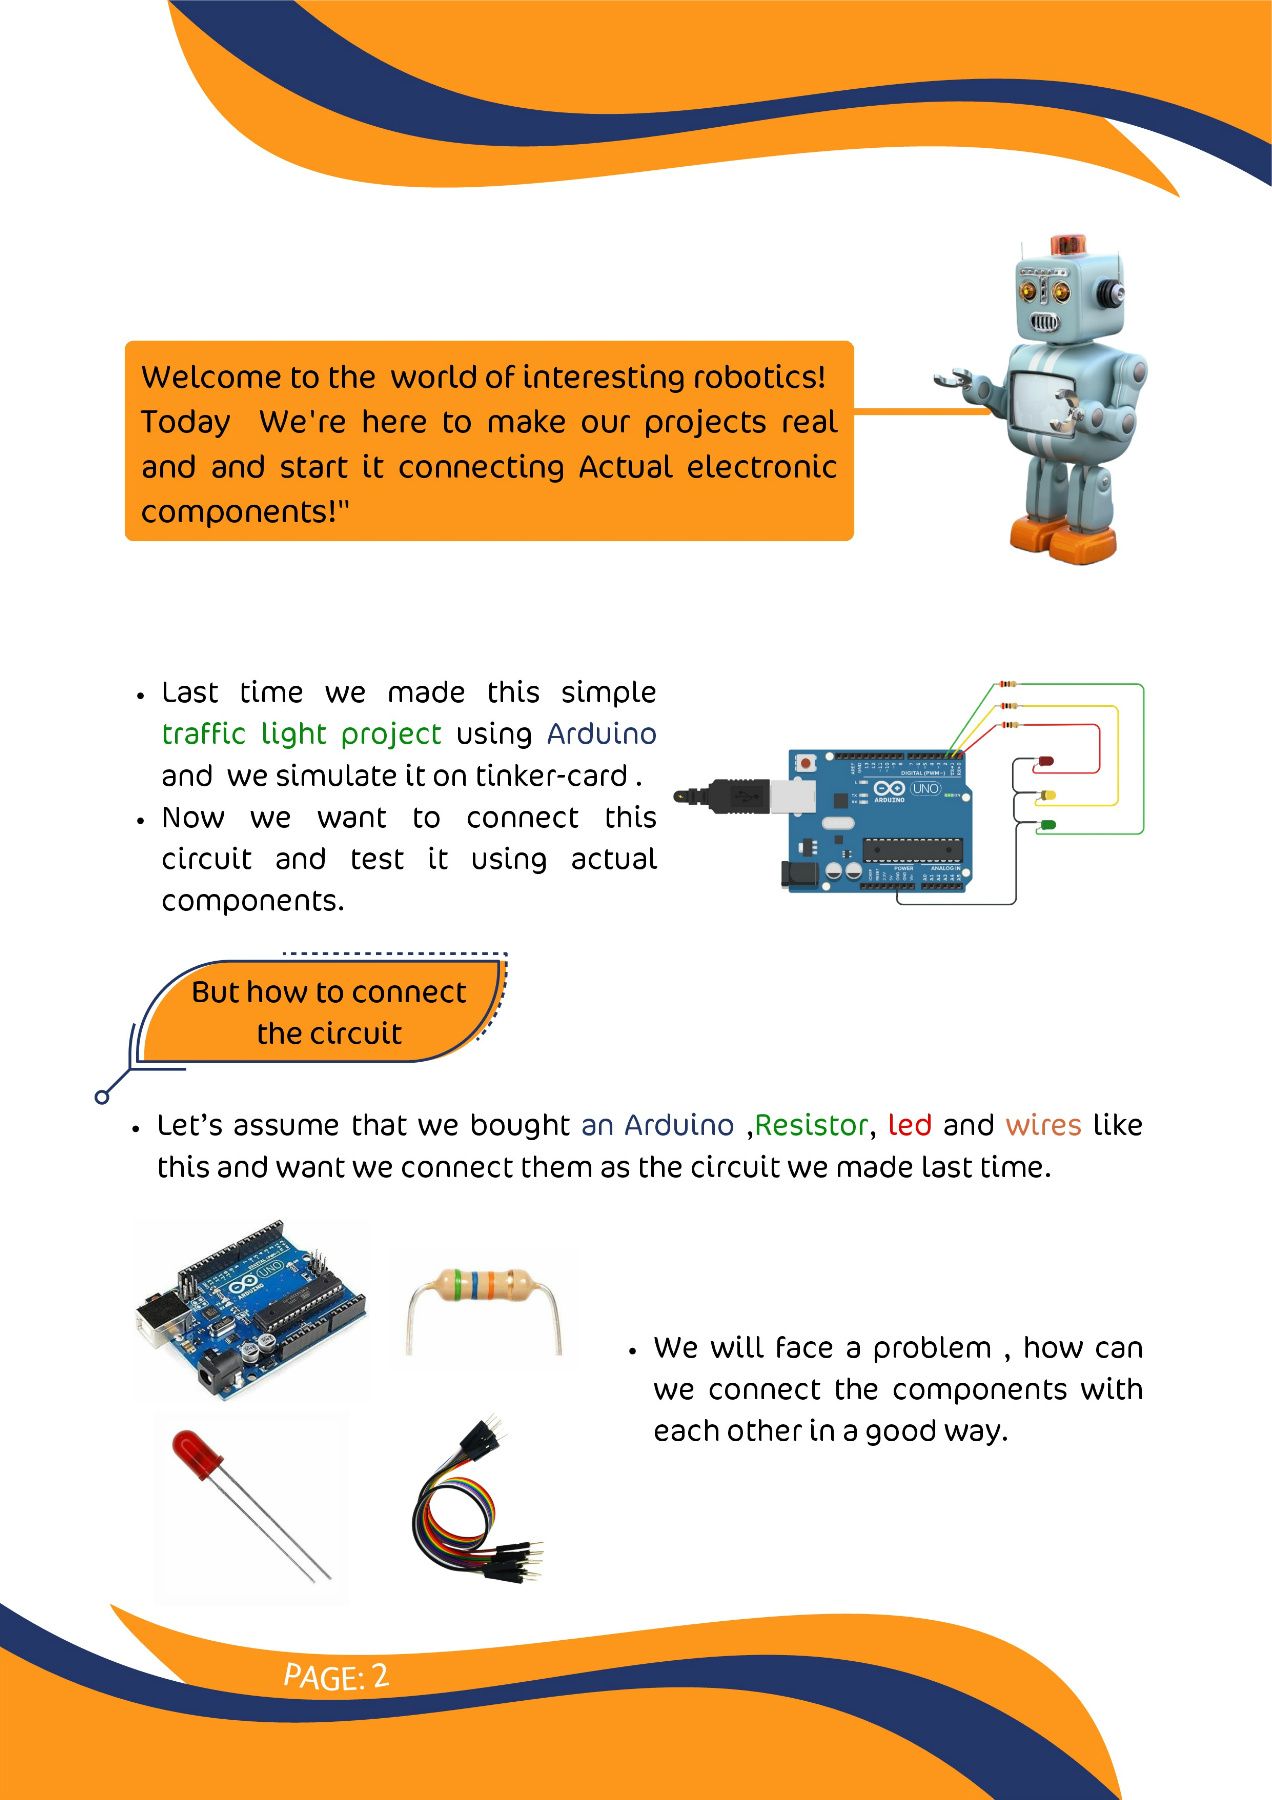 Welcome to the world of interesting robotics!
Today We're here to make our projects real
and and start it connecting Actual electronic
components!"
• Last time we made this simple
traffic light project using Arduino
and we simulate it on tinker-card .
• Now we want to connect this
circuit and test it using actual
components.
DIGITAL (PWM~)
UNO
ARDUINO
POWER
ANALOG IN
But how to connect
the circuit
• Let’s assume that we bought an Arduino ,Resistor, led and wires like
this and want we connect them as the circuit we made last time.
UNO
ARDUINO
• We will face a problem , how can
we connect the components with
each other in a good way.
PAGE: 2